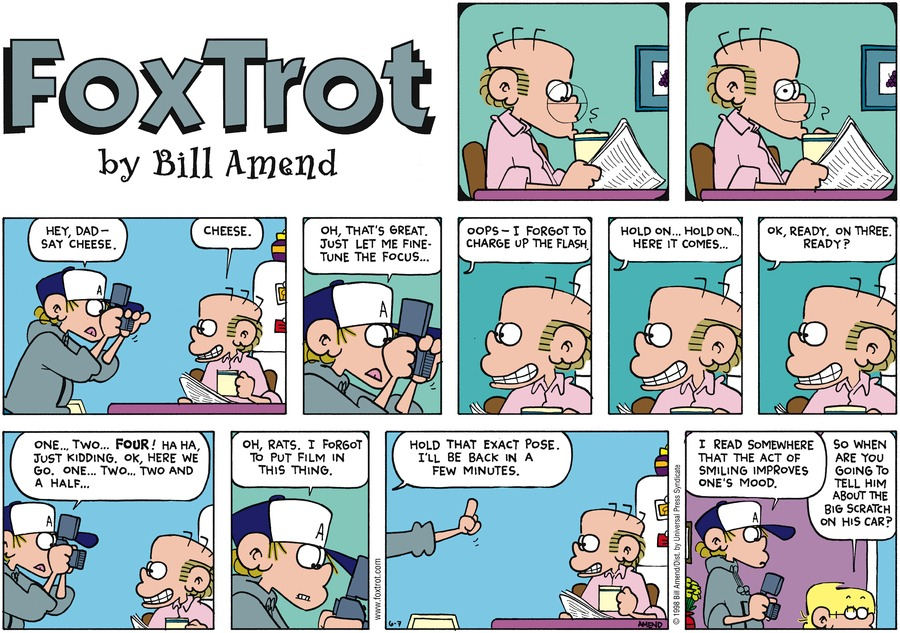 FOXTROT
by Bill Amend
HEY, DAD—
SAY CHEESE.
CHEESE.
OH, THAT'S GREAT.
JUST LET ME FINE-
TUNE THE FOCUS...
OOPS— I FORGOT TO
CHARGE UP THE FLASH.
HOLD ON... HOLD ON...
HERE IT COMES...
OK, READY. ON THREE.
READY?
ONE... TWO... FOUR! HA HA,
JUST KIDDING. OK, HERE WE
GO. ONE... TWO... TWO AND
A HALF...
OH, RATS. I FORGOT
TO PUT FILM IN
THIS THING.
www.foxtrot.com
HOLD THAT EXACT POSE.
I'LL BE BACK IN A
FEW MINUTES.
6-7
AMEND
© 1998 Bill Amend/Dist. by Universal Press Syndicate
I READ SOMEWHERE
THAT THE ACT OF
SMILING IMPROVES
ONE'S MOOD.
SO WHEN
ARE YOU
GOING TO
TELL HIM
ABOUT THE
BIG SCRATCH
ON HIS CAR?
A
A
A
A
A